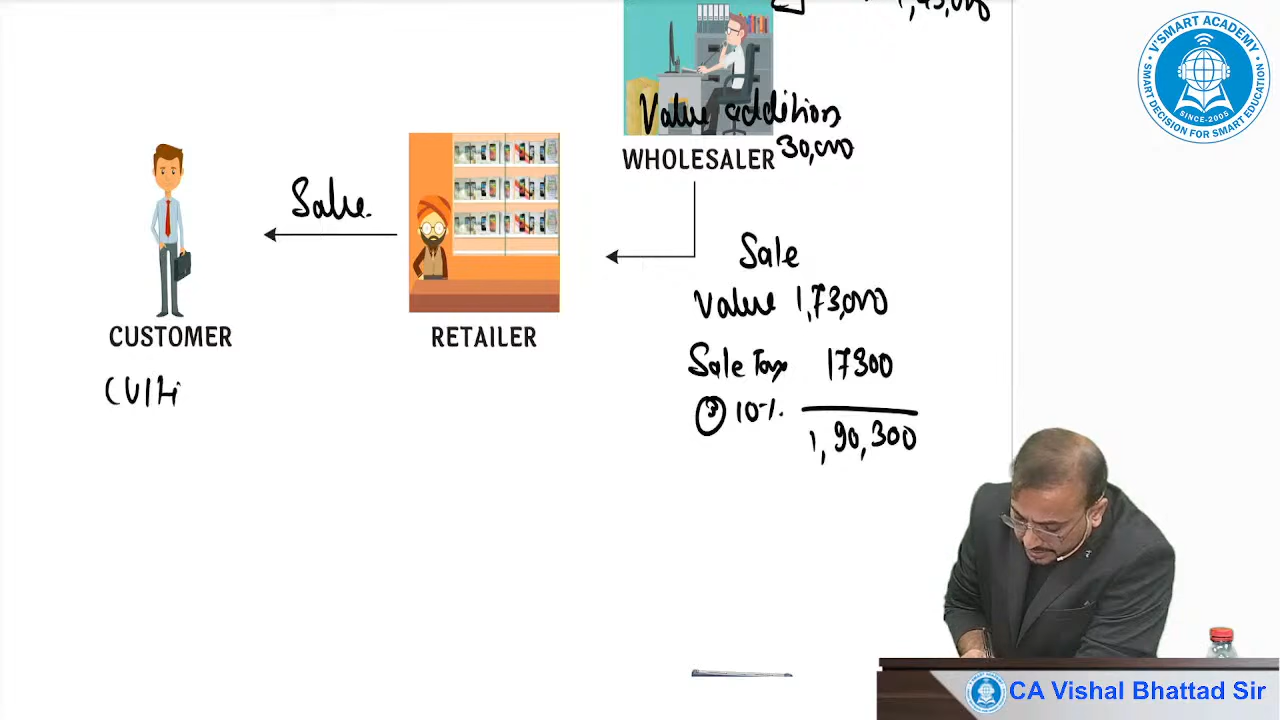 V'SMART ACADEMY
SMART DECISION FOR SMART EDUCATION
SINCE-2005
Value addition
30,000
WHOLESALER
Sale
CUSTOMER
RETAILER
Sale
Value 1,73,000
Sale Tax 17300
@ 10%
1,90,300
CA Vishal Bhattad Sir